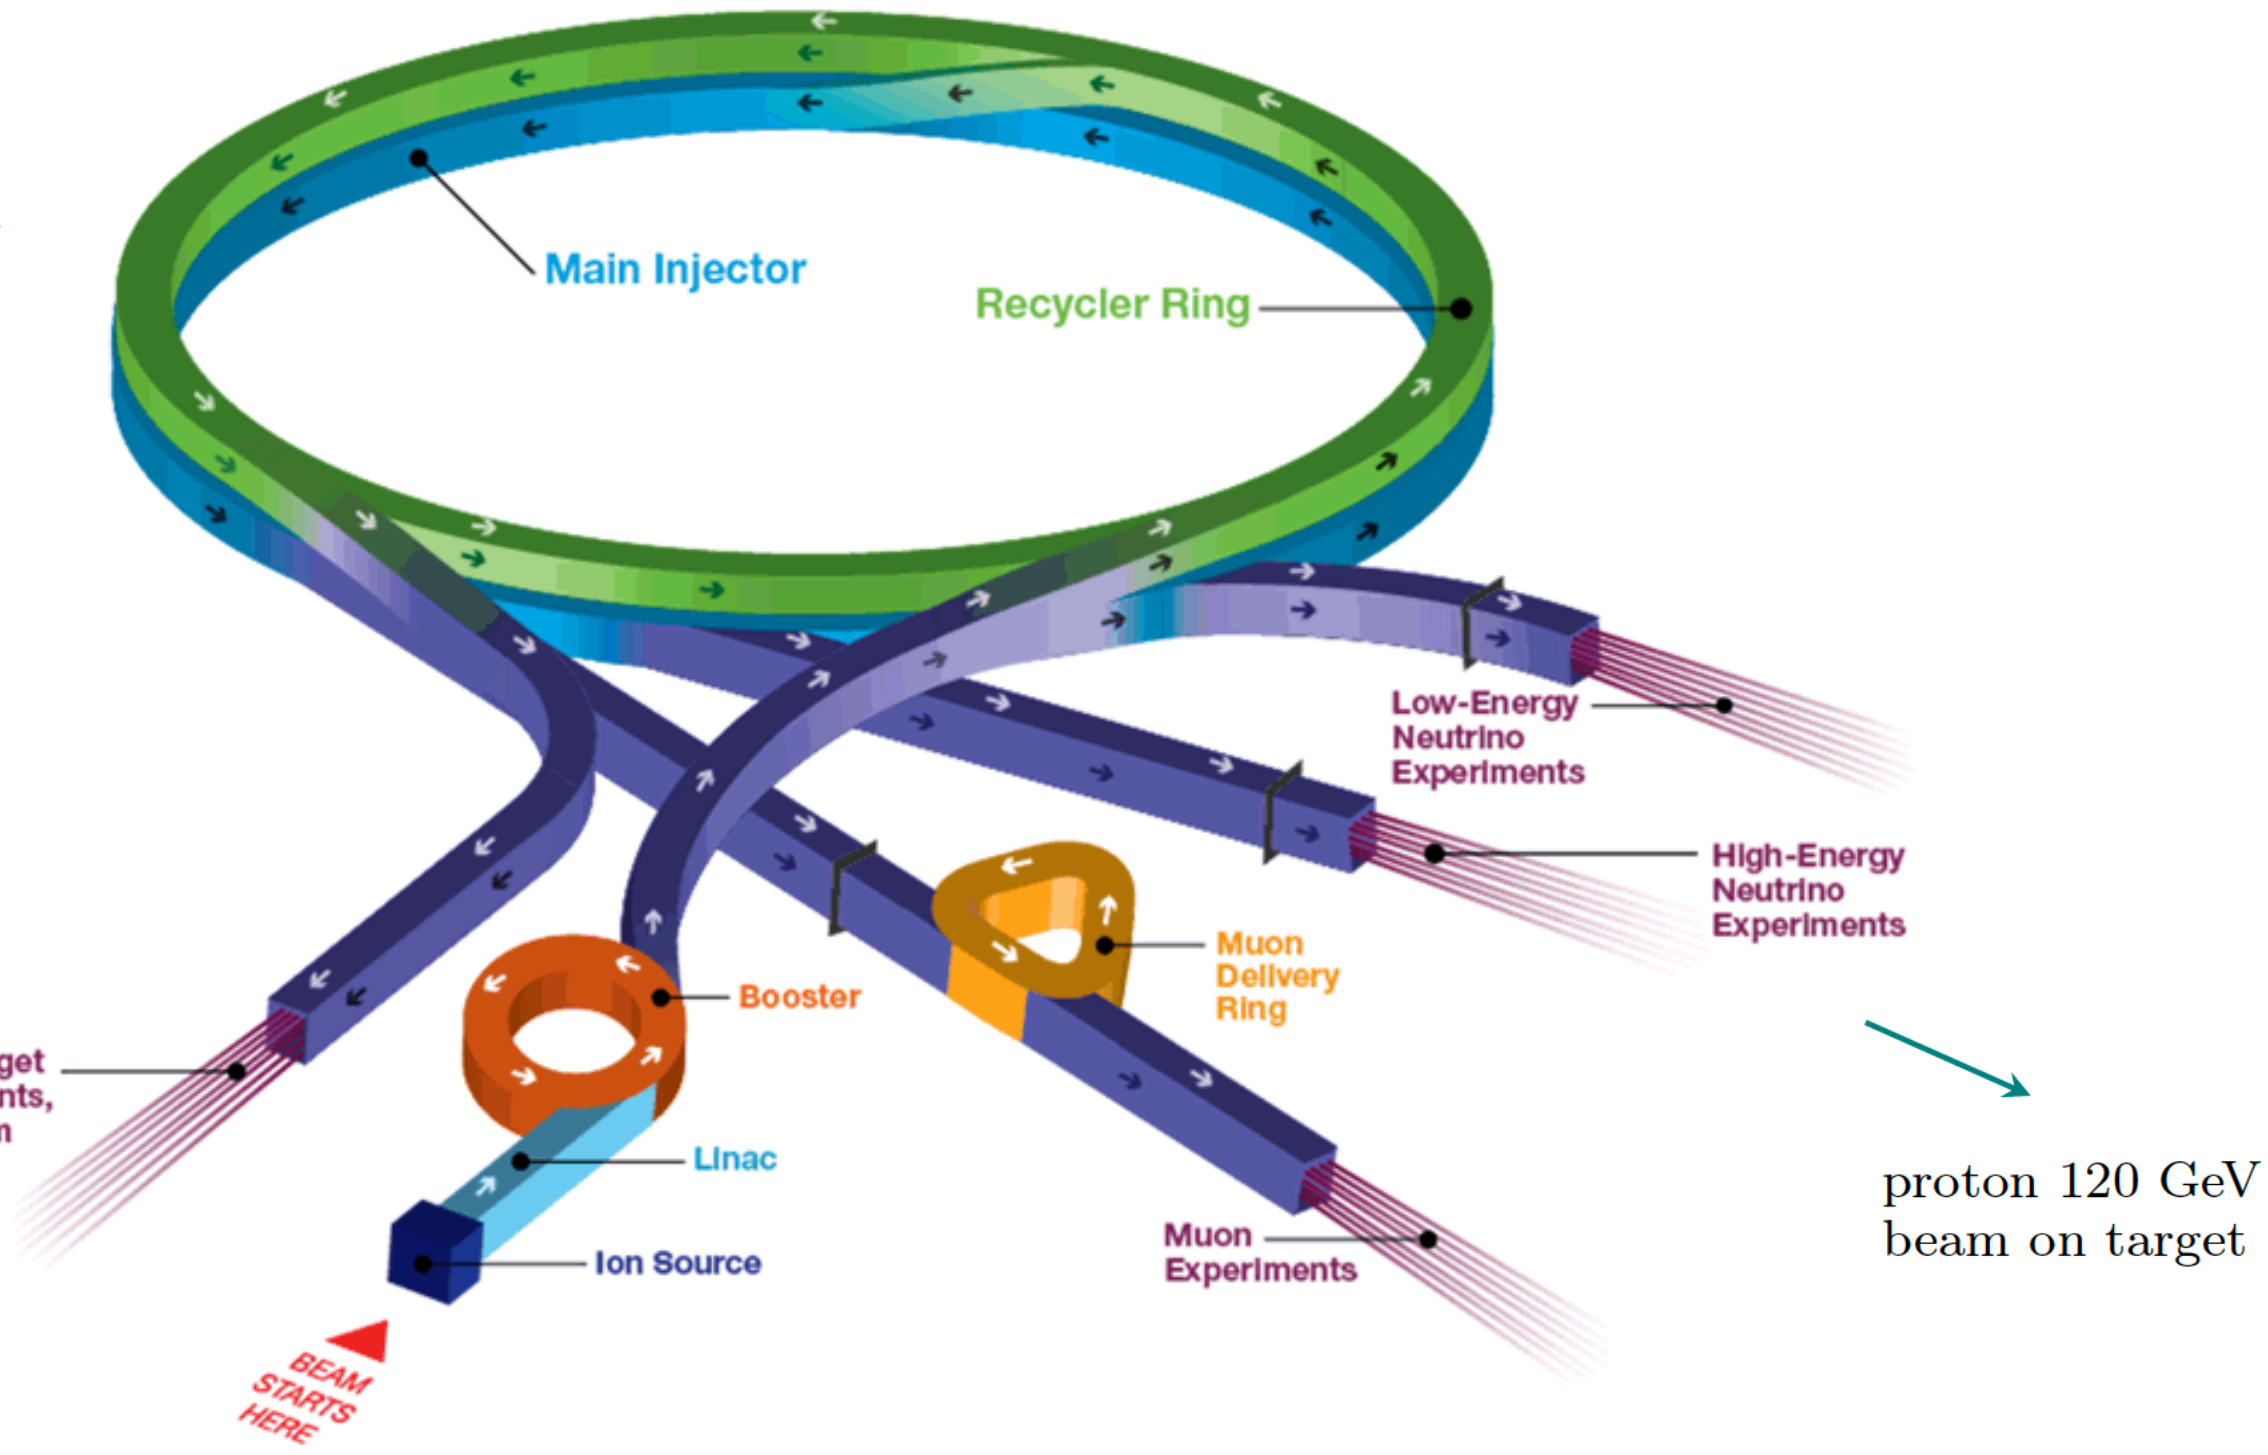 Main Injector
Recycler Ring
Low-Energy
Neutrino
Experiments
High-Energy
Neutrino
Experiments
Muon
Delivery
Ring
Booster
Linac
Ion Source
Muon
Experiments
proton 120 GeV
beam on target
BEAM
STARTS
HERE